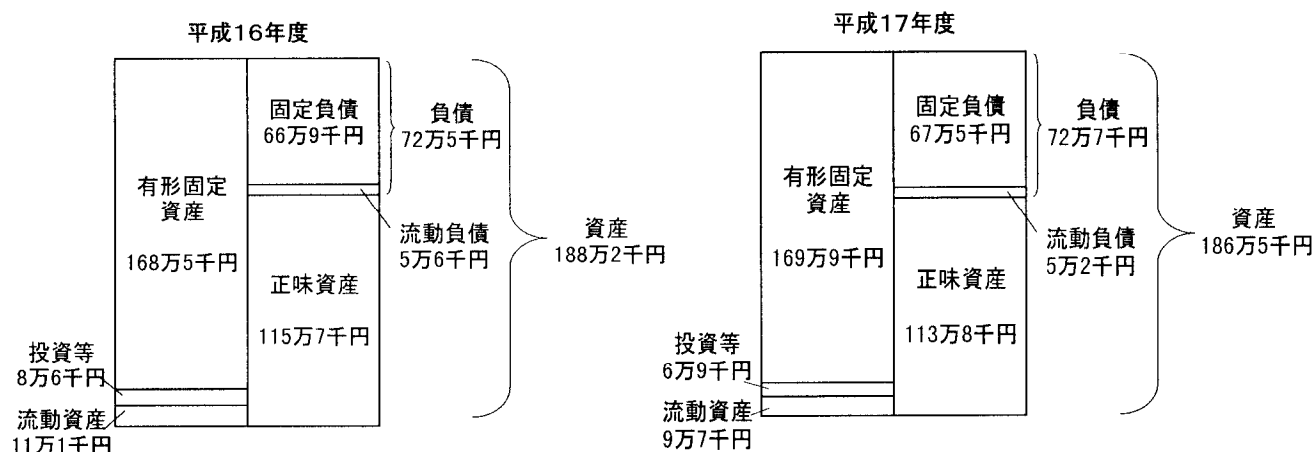 平成16年度
固定負債
66万9千円
負債
72万5千円
有形固定
資産
168万5千円
流動負債
5万6千円
資産
188万2千円
正味資産
115万7千円
投資等
8万6千円
流動資産
11万1千円
平成17年度
固定負債
67万5千円
負債
72万7千円
有形固定
資産
169万9千円
流動負債
5万2千円
資産
186万5千円
正味資産
113万8千円
投資等
6万9千円
流動資産
9万7千円